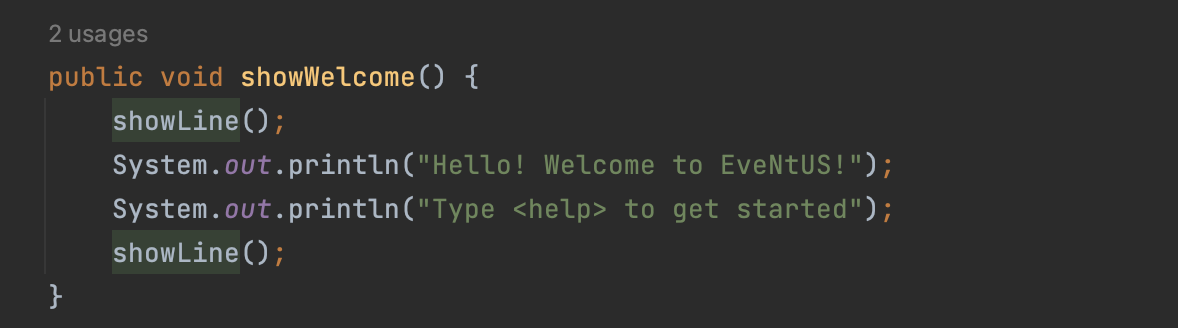 2 usages
public void showWelcome() {
    showLine();
    System.out.println("Hello! Welcome to EveNtUS!");
    System.out.println("Type <help> to get started");
    showLine();
}